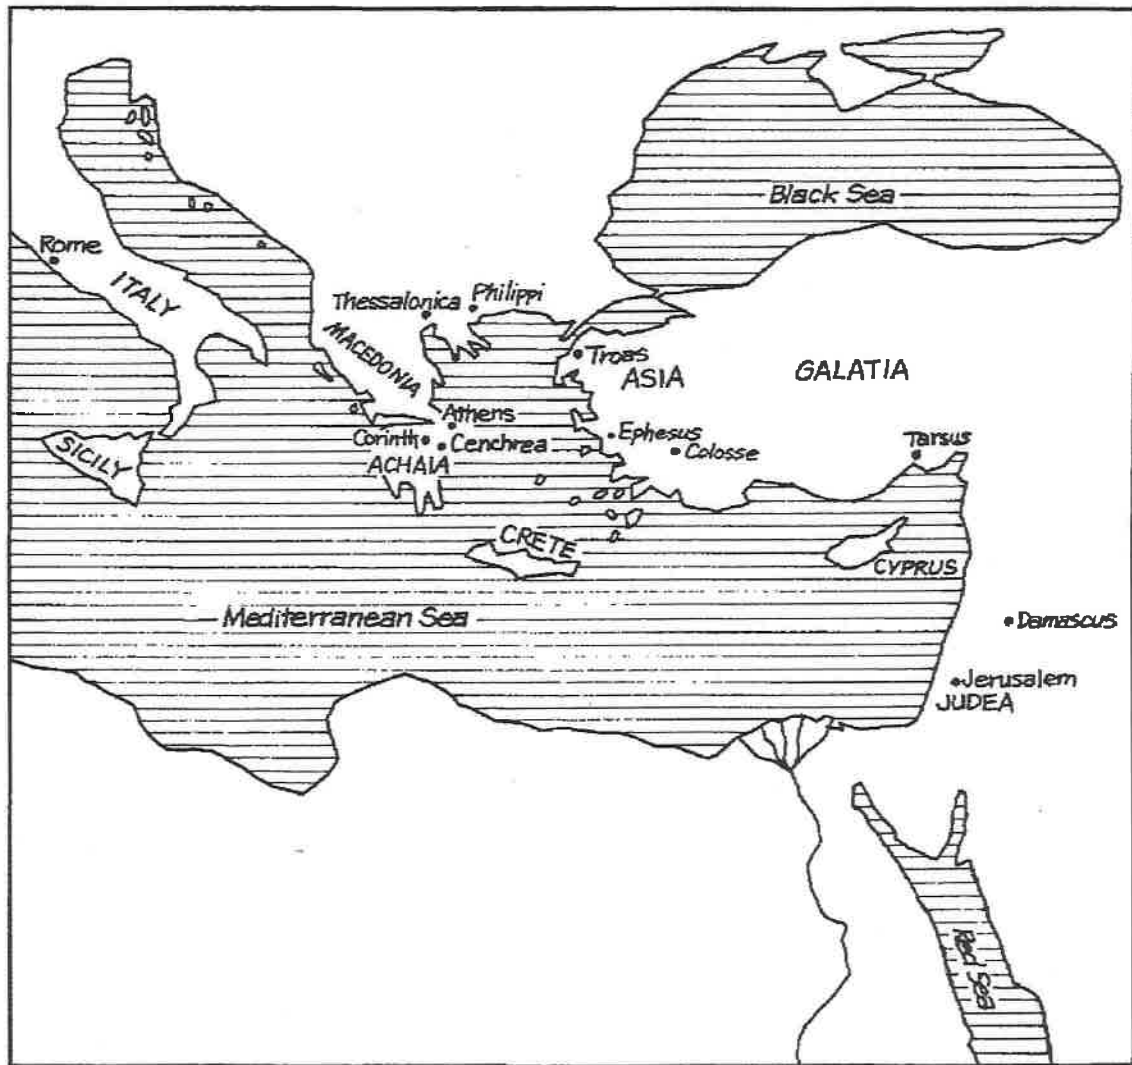 Black Sea
Rome
ITALY
Thessalonica
Philippi
MACEDONIA
Troas
ASIA
GALATIA
Athens
Corinth
Cenchrea
ACHAIA
Ephesus
Colosse
Tarsus
SICILY
CRETE
CYPRUS
Mediterranean Sea
Damascus
Jerusalem
JUDEA
Red Sea